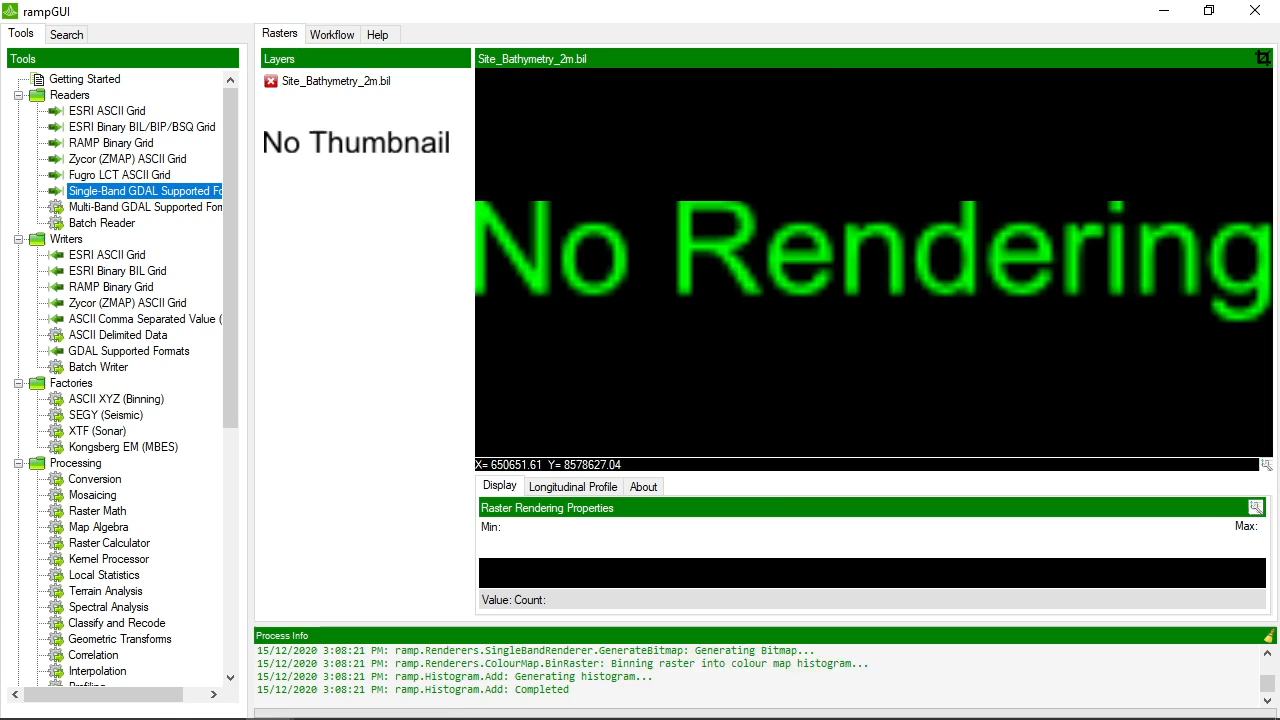 rampGUI
Tools
Search
Rasters
Workflow
Help
Tools
Getting Started
Readers
ESRI ASCII Grid
ESRI Binary BIL/BIP/BSQ Grid
RAMP Binary Grid
Zycor (ZMAP) ASCII Grid
Fugro LCT ASCII Grid
Single-Band GDAL Supported Fo
Multi-Band GDAL Supported Form
Batch Reader
Writers
ESRI ASCII Grid
ESRI Binary BIL Grid
RAMP Binary Grid
Zycor (ZMAP) ASCII Grid
ASCII Comma Separated Value (
ASCII Delimited Data
GDAL Supported Formats
Batch Writer
Factories
ASCII XYZ (Binning)
SEGY (Seismic)
XTF (Sonar)
Kongsberg EM (MBES)
Processing
Conversion
Mosaicing
Raster Math
Map Algebra
Raster Calculator
Kernel Processor
Local Statistics
Terrain Analysis
Spectral Analysis
Classify and Recode
Geometric Transforms
Correlation
Interpolation
Layers
Site_Bathymetry_2m.bil
No Thumbnail
Site_Bathymetry_2m.bil
No Rendering
X= 650651.61 Y= 8578627.04
Display
Longitudinal Profile
About
Raster Rendering Properties
Min:
Max:
Value: Count:
Process Info
15/12/2020 3:08:21 PM: ramp.Renderers.SingleBandRenderer.GenerateBitmap: Generating Bitmap...
15/12/2020 3:08:21 PM: ramp.Renderers.ColourMap.BinRaster: Binning raster into colour map histogram...
15/12/2020 3:08:21 PM: ramp.Histogram.Add: Generating histogram...
15/12/2020 3:08:21 PM: ramp.Histogram.Add: Completed